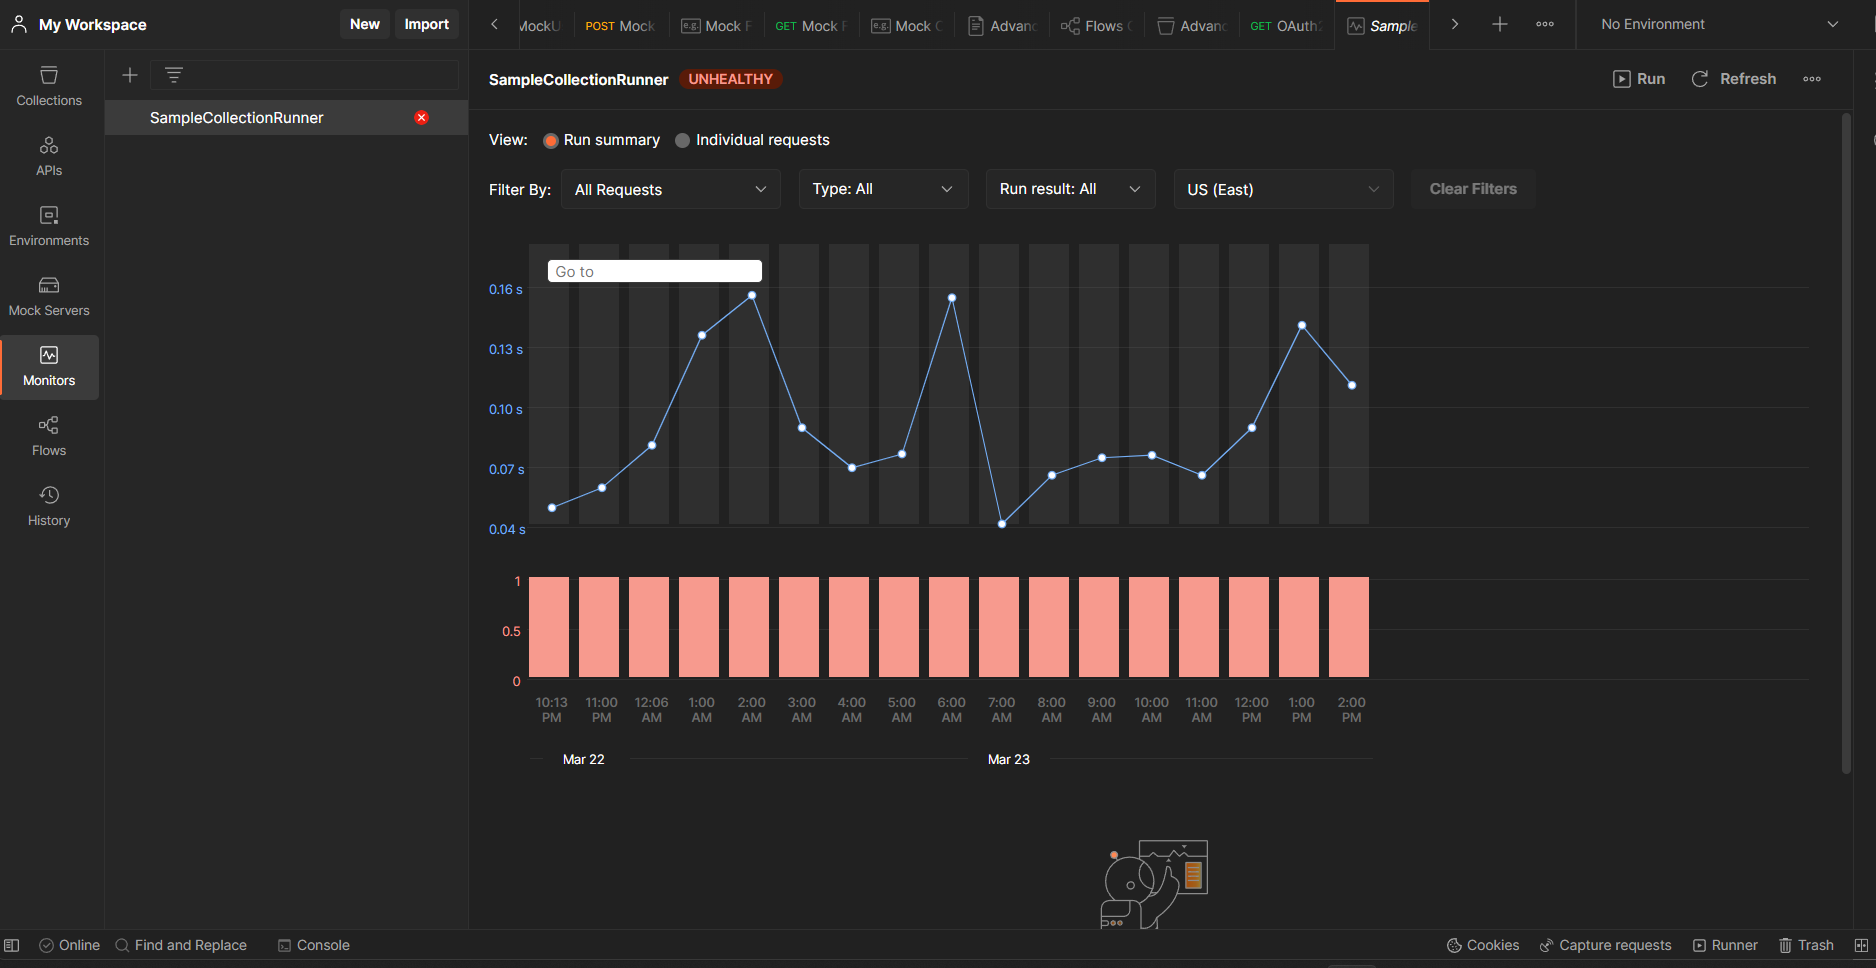 My Workspace
New
Import
MockU
POST Mock
e.g. Mock F
GET Mock F
e.g. Mock C
Advanc
Flows
Advanc
GET OAuth2
Sample
No Environment
Collections
APIs
Environments
Mock Servers
Monitors
Flows
History
SampleCollectionRunner
SampleCollectionRunner UNHEALTHY
Run
Refresh
View: Run summary Individual requests
Filter By: All Requests Type: All Run result: All US (East) Clear Filters
Go to
0.16 s
0.13 s
0.10 s
0.07 s
0.04 s
1
0.5
0
10:13 PM
11:00 PM
12:06 AM
1:00 AM
2:00 AM
3:00 AM
4:00 AM
5:00 AM
6:00 AM
7:00 AM
8:00 AM
9:00 AM
10:00 AM
11:00 AM
12:00 PM
1:00 PM
2:00 PM
Mar 22
Mar 23
Online
Find and Replace
Console
Cookies
Capture requests
Runner
Trash